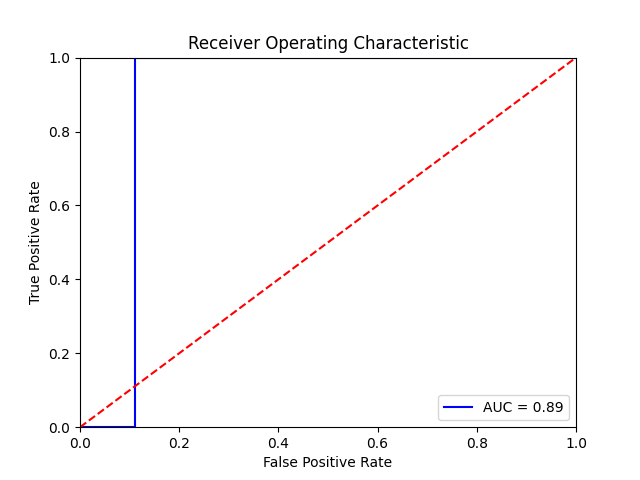 Receiver Operating Characteristic
1.0
0.8
0.6
0.4
0.2
0.0
True Positive Rate
0.0 0.2 0.4 0.6 0.8 1.0
False Positive Rate
AUC = 0.89